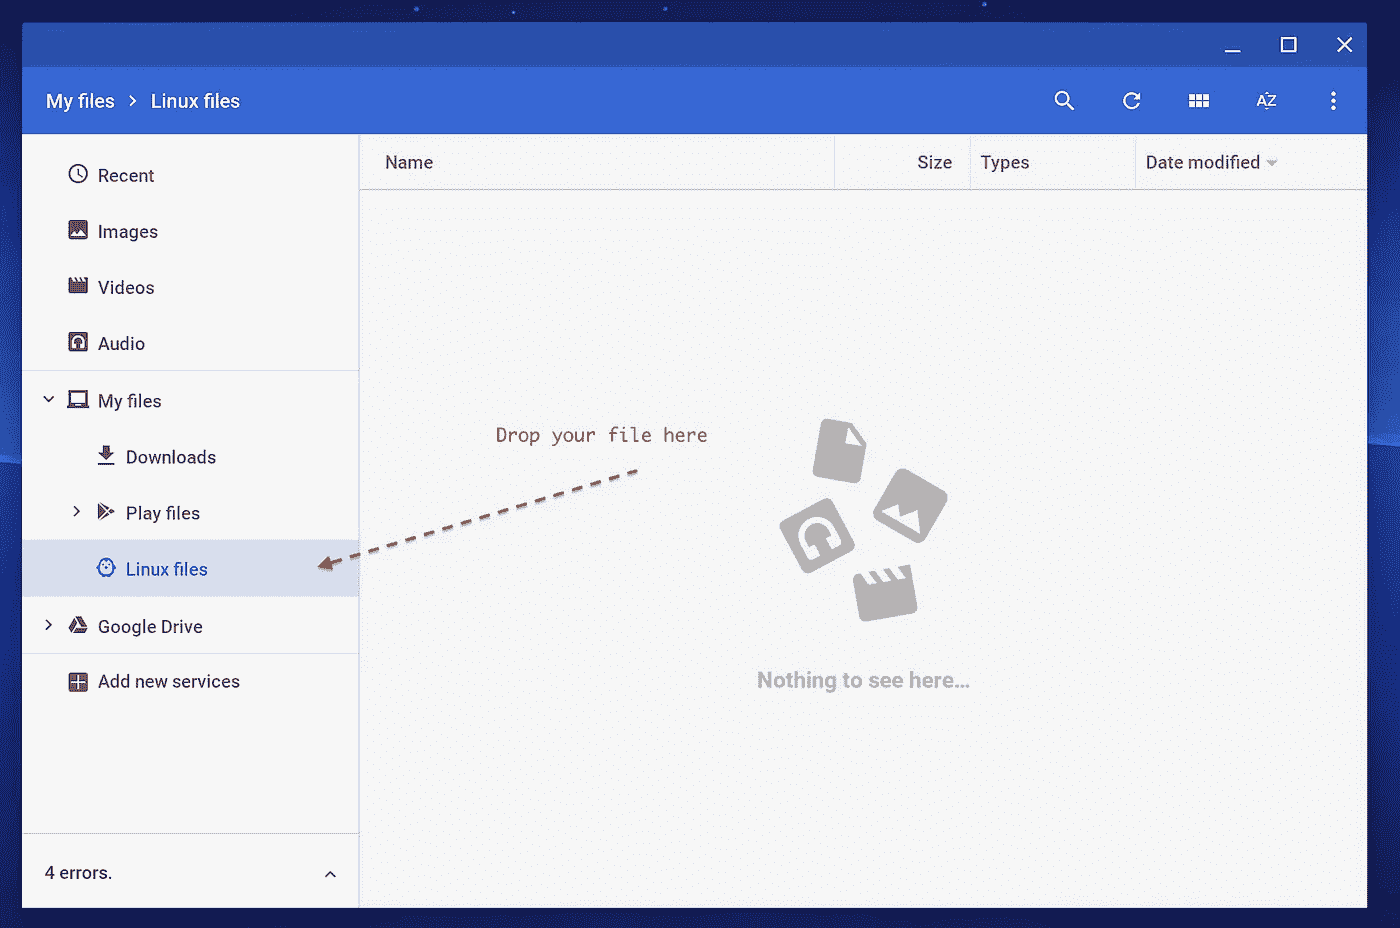 My files > Linux files
AZ
Recent
Images
Videos
Audio
My files
Downloads
Play files
Linux files
Google Drive
Add new services
4 errors.
Name Size Types Date modified
Drop your file here
Nothing to see here...